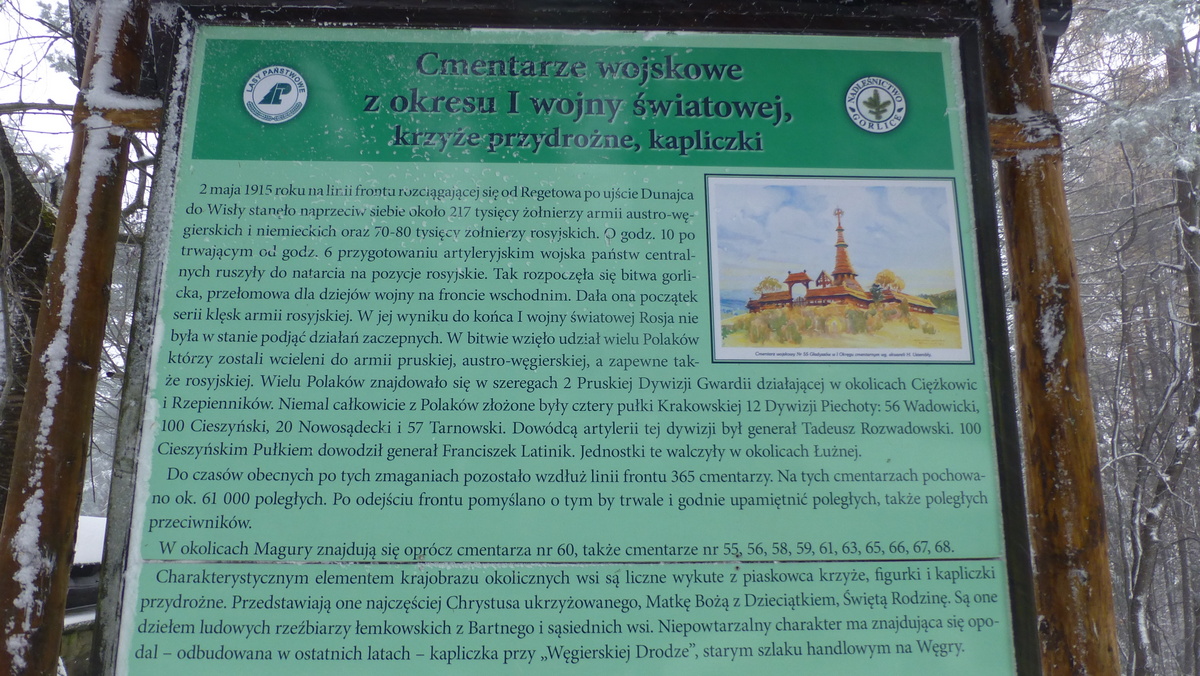 LASY PAŃSTWOWE
Cmentarze wojskowe
z okresu I wojny światowej,
krzyże przydrożne, kapliczki
NADLEŚNICTWO
GORLICE
2 maja 1915 roku na linii frontu rozciągającej się od Regetowa po ujście Dunajca
do Wisły stanęło naprzeciw siebie około 217 tysięcy żołnierzy armii austro-wę-
gierskich i niemieckich oraz 70-80 tysięcy żołnierzy rosyjskich. O godz. 10 po
trwającym od godz. 6 przygotowaniu artyleryjskim wojska państw central-
nych ruszyły do natarcia na pozycje rosyjskie. Tak rozpoczęła się bitwa gorli-
cka, przełomowa dla dziejów wojny na froncie wschodnim. Dała ona początek
serii klęsk armii rosyjskiej. W jej wyniku do końca I wojny światowej Rosja nie
była w stanie podjąć działań zaczepnych. W bitwie wzięło udział wielu Polaków
którzy zostali wcieleni do armii pruskiej, austro-węgierskiej, a zapewne tak-
że rosyjskiej. Wielu Polaków znajdowało się w szeregach 2 Pruskiej Dywizji Gwardii działającej w okolicach Ciężkowic
i Rzepienników. Niemal całkowicie z Polaków złożone były cztery pułki Krakowskiej 12 Dywizji Piechoty: 56 Wadowicki,
100 Cieszyński, 20 Nowosądecki i 57 Tarnowski. Dowódcą artylerii tej dywizji był generał Tadeusz Rozwadowski. 100
Cieszyńskim Pułkiem dowodził generał Franciszek Latinik. Jednostki te walczyły w okolicach Łużnej.
Do czasów obecnych po tych zmaganiach pozostało wzdłuż linii frontu 365 cmentarzy. Na tych cmentarzach pochowa-
no ok. 61 000 poległych. Po odejściu frontu pomyślano o tym by trwale i godnie upamiętnić poległych, także poległych
przeciwników.
W okolicach Magury znajdują się oprócz cmentarza nr 60, także cmentarze nr 55, 56, 58, 59, 61, 63, 65, 66, 67, 68.
Charakterystycznym elementem krajobrazu okolicznych wsi są liczne wykute z piaskowca krzyże, figurki i kapliczki
przydrożne. Przedstawiają one najczęściej Chrystusa ukrzyżowanego, Matkę Bożą z Dzieciątkiem, Świętą Rodzinę. Są one
dziełem ludowych rzeźbiarzy łemkowskich z Bartnego i sąsiednich wsi. Niepowtarzalny charakter ma znajdująca się opo-
dal – odbudowana w ostatnich latach – kapliczka przy „Węgierskiej Drodze”, starym szlaku handlowym na Węgry.